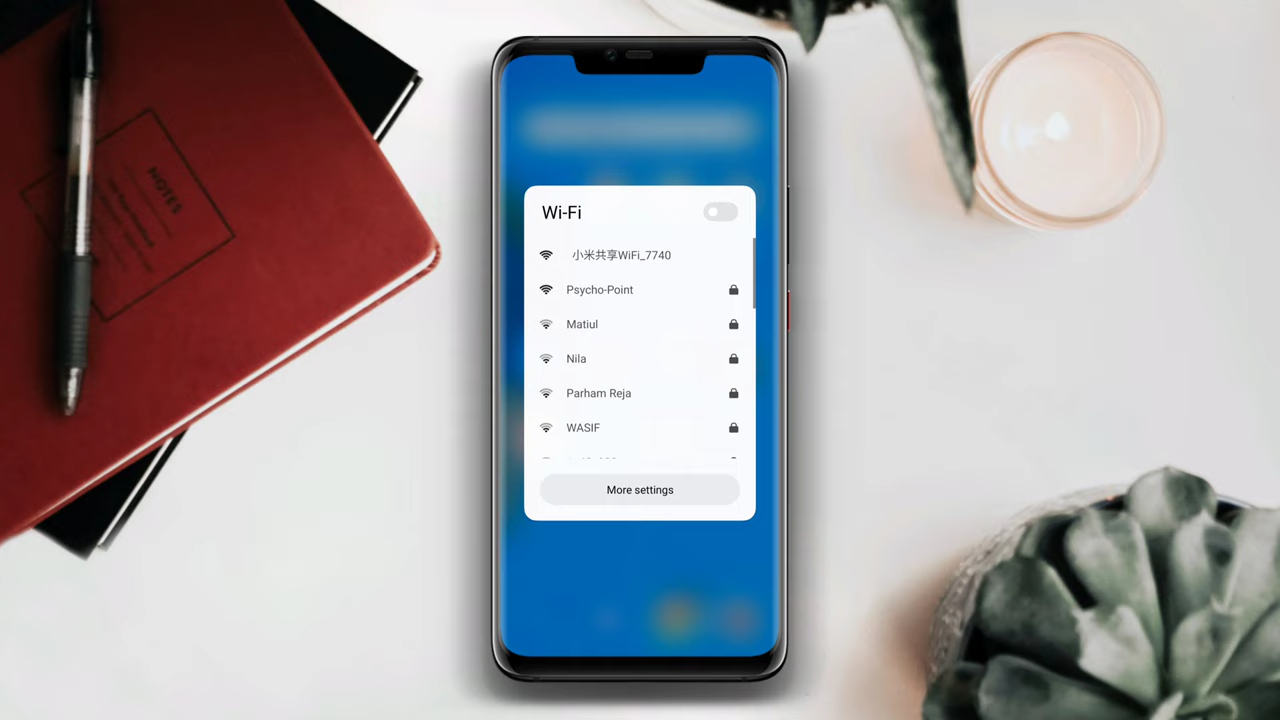 NOTES
Wi-Fi
小米共享WiFi_7740
Psycho-Point
Matiul
Nila
Parham Reja
WASIF
More settings